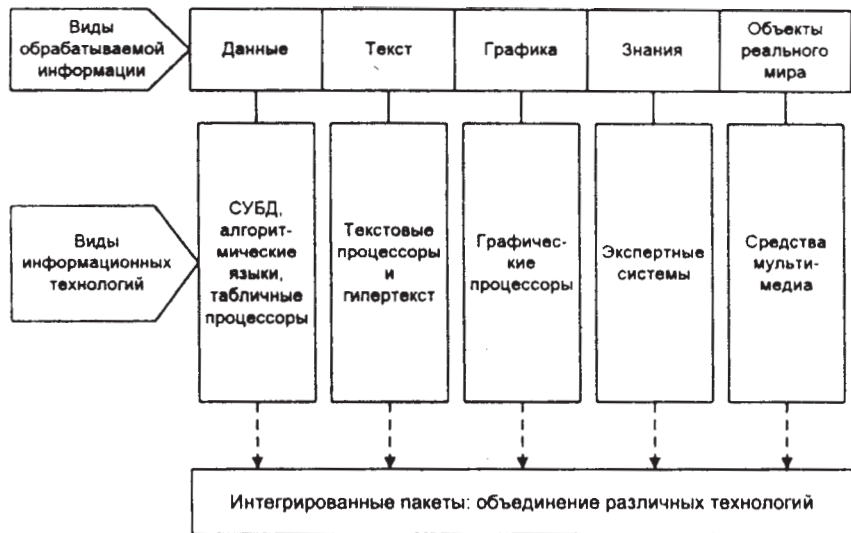 Виды
обрабатываемой
информации
Данные
Текст
Графика
Знания
Объекты
реального
мира
Виды
информационных
технологий
СУБД,
алгорит-
мические
языки,
табличные
процессоры
Текстовые
процессоры
и
гипертекст
Графичес-
кие
процессоры
Экспертные
системы
Средства
мульти-
медиа
Интегрированные пакеты: объединение различных технологий